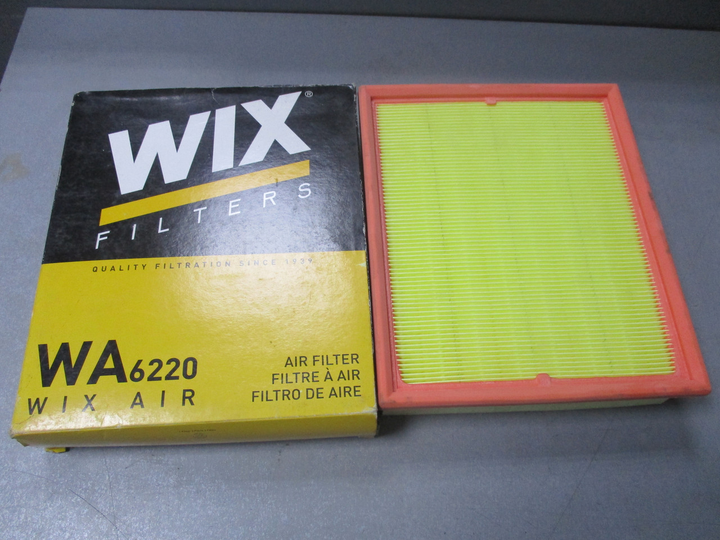 WIX®
FILTERS
QUALITY FILTRATION SINCE 1939
WA6220
WIX AIR
AIR FILTER
FILTRE À AIR
FILTRO DE AIRE